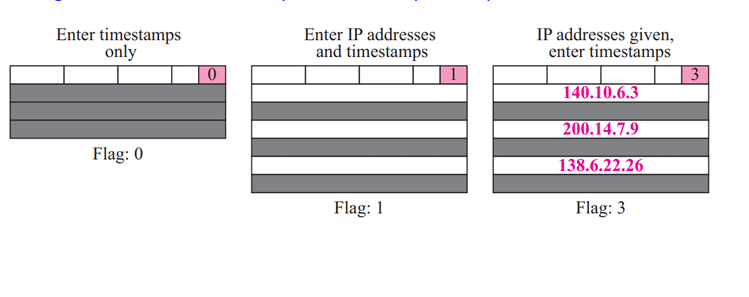 Enter timestamps
only
0
Flag: 0
Enter IP addresses
and timestamps
1
Flag: 1
IP addresses given,
enter timestamps
3
140.10.6.3
200.14.7.9
138.6.22.26
Flag: 3